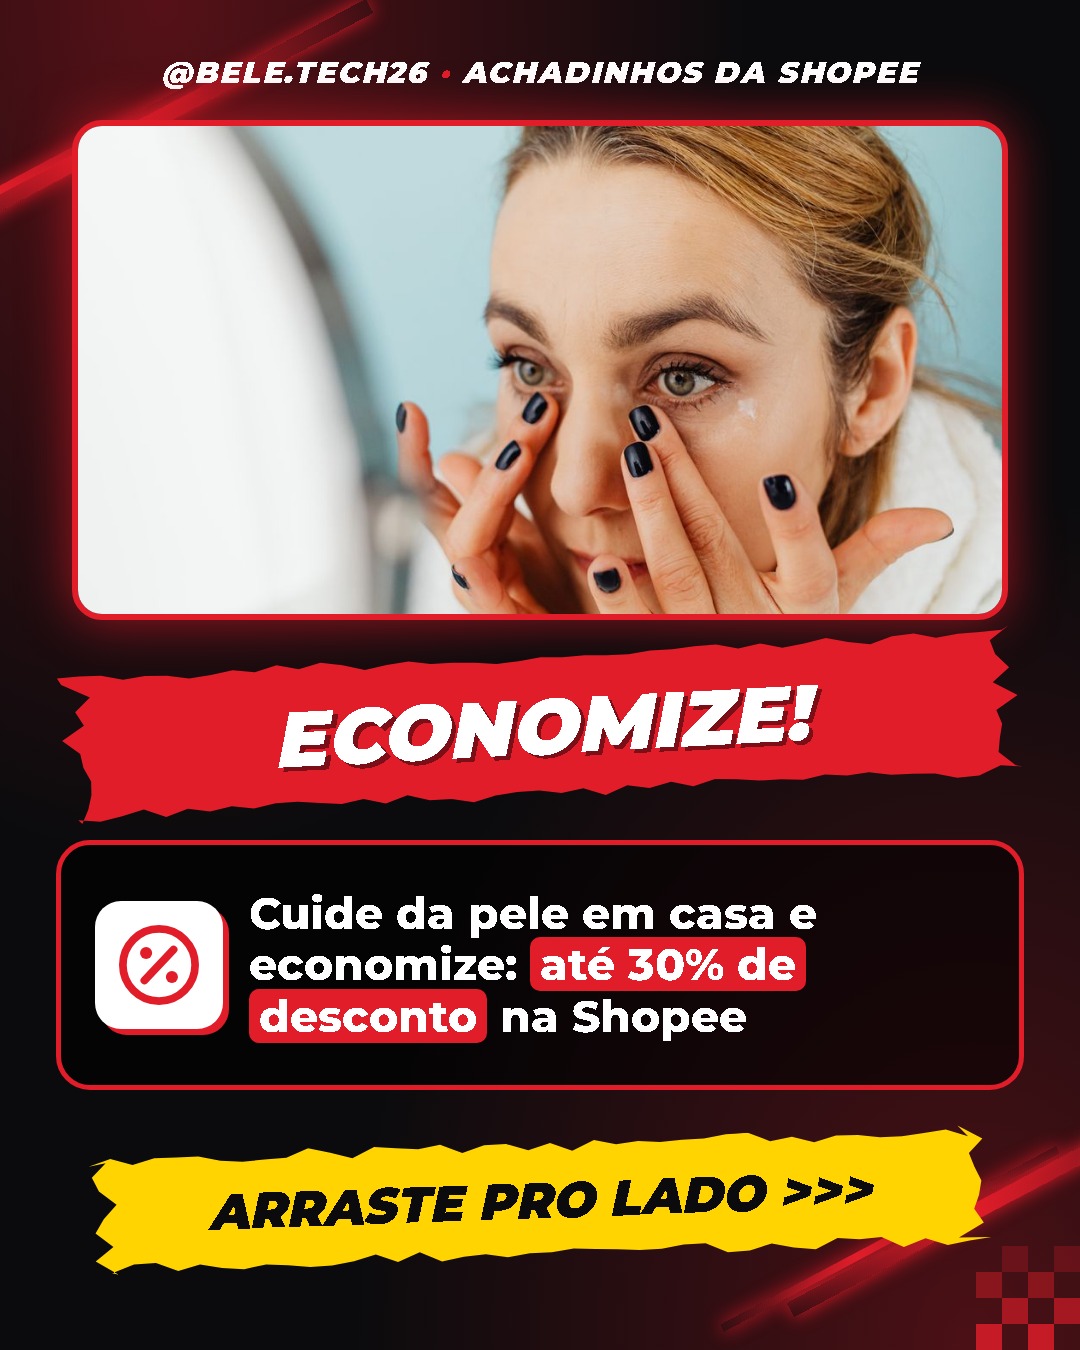 @BELE.TECH26 • ACHADINHOS DA SHOPEE
ECONOMIZE!
Cuide da pele em casa e
economize: até 30% de
desconto na Shopee
ARRASTE PRO LADO >>>